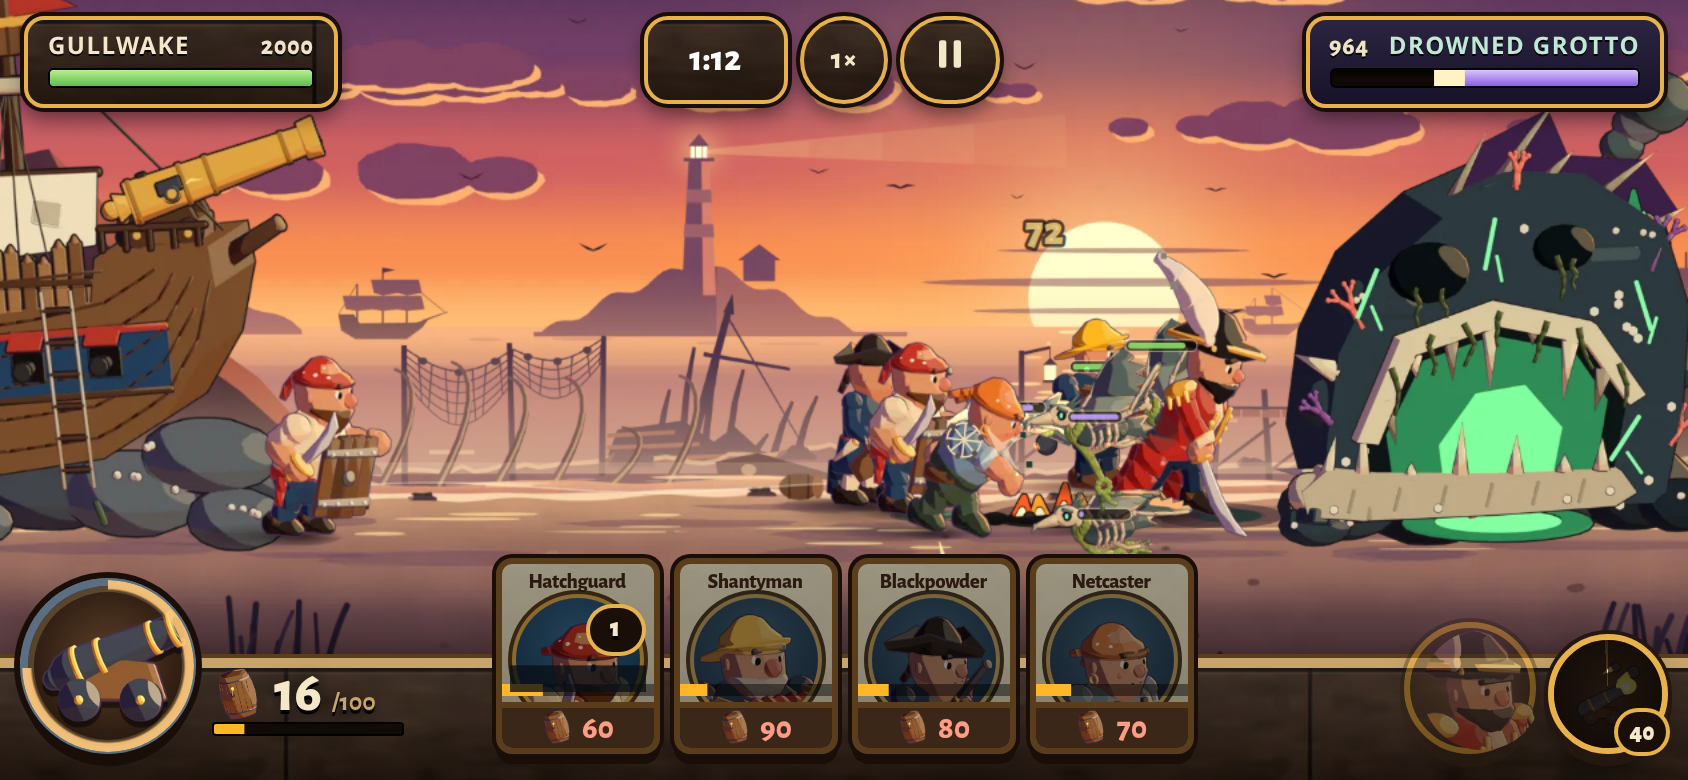 GULLWAKE 2000
1:12
1×
964 DROWNED GROTTO
72
16 /100
Hatchguard
1
60
Shantyman
90
Blackpowder
80
Netcaster
70
40